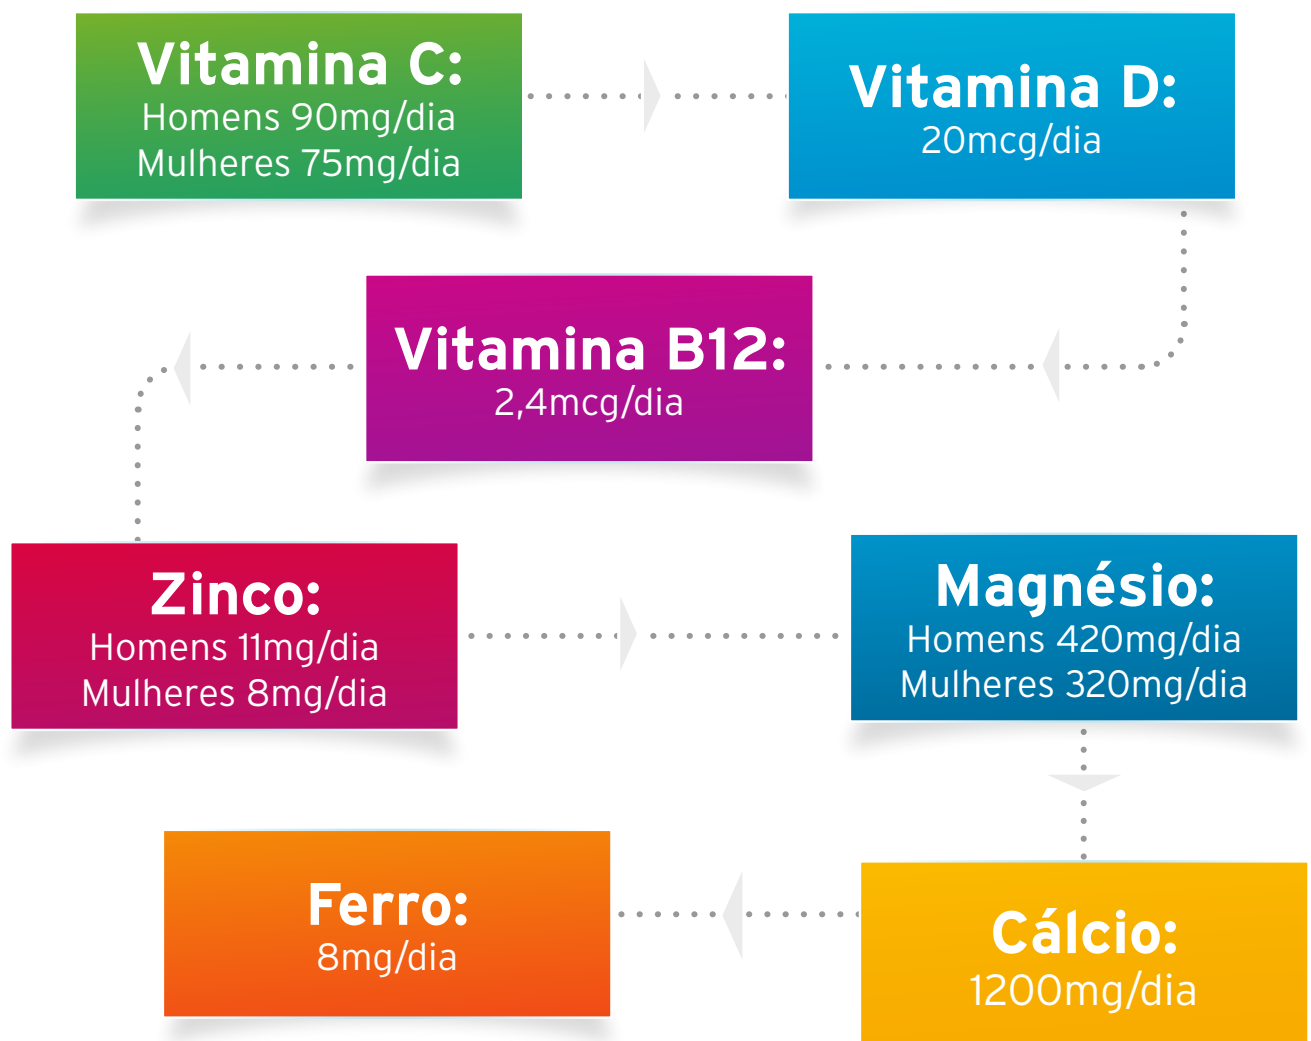 Vitamina C:
Homens 90mg/dia
Mulheres 75mg/dia
Vitamina D:
20mcg/dia
Vitamina B12:
2,4mcg/dia
Zinco:
Homens 11mg/dia
Mulheres 8mg/dia
Magnésio:
Homens 420mg/dia
Mulheres 320mg/dia
Cálcio:
1200mg/dia
Ferro:
8mg/dia